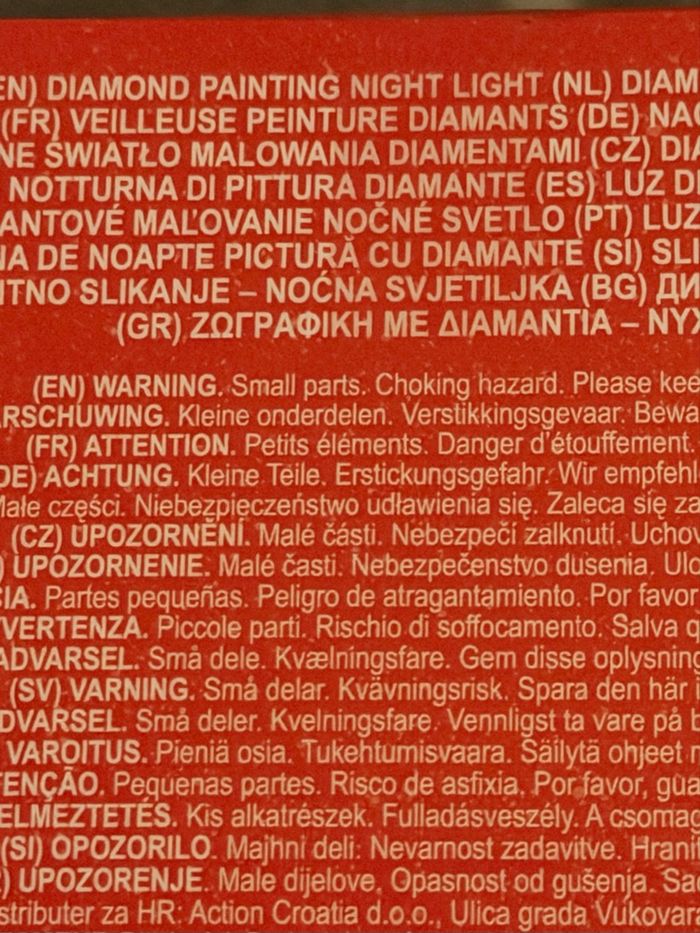 EN) DIAMOND PAINTING NIGHT LIGHT (NL) DIAM
(FR) VEILLEUSE PEINTURE DIAMANTS (DE) NA
NE ŚWIATŁO MALOWANIA DIAMENTAMI (CZ) DIA
NOTTURNA DI PITTURA DIAMANTE (ES) LUZ D
ANTOVÉ MAĽOVANIE NOČNÉ SVETLO (PT) LUZ
NA DE NOAPTE PICTURĂ CU DIAMANTE (SI) SLI
ITNO SLIKANJE – NOĆNA SVJETILJKA (BG) ДИ
(GR) ΖΩΓΡΑΦΙΚΗ ΜΕ ΔΙΑΜΑΝΤΙΑ – ΝΥΧ
(EN) WARNING. Small parts. Choking hazard. Please kee
RSCHUWING. Kleine onderdelen. Verstikkingsgevaar. Bewa
(FR) ATTENTION. Petits éléments. Danger d'étouffement.
DE) ACHTUNG. Kleine Teile. Erstickungsgefahr. Wir empfehl
Małe części. Niebezpieczeństwo udławienia się. Zaleca się za
(CZ) UPOZORNĚNÍ. Malé části. Nebezpečí zalknutí. Uchov
) UPOZORNENIE. Malé časti. Nebezpečenstvo dusenia. Ulo
IA. Partes pequeñas. Peligro de atragantamiento. Por favor
VERTENZA. Piccole parti. Rischio di soffocamento. Salva
ADVARSEL. Små dele. Kvælningsfare. Gem disse oplysning
(SV) VARNING. Små delar. Kvävningsrisk. Spara den här
DVARSEL. Små deler. Kvelningsfare. Vennligst ta vare på
VAROITUS. Pieniä osia. Tukehtumisvaara. Säilytä ohjeet
ENÇÃO. Pequenas partes. Risco de asfixia. Por favor, gua
ELMEZTETÉS. Kis alkatrészek. Fulladásveszély. A csoma
(SI) OPOZORILO. Majhni deli. Nevarnost zadavitve. Hranit
) UPOZORENJE. Male dijelove. Opasnost od gušenja. Sa
stributer za HR: Action Croatia d.o.o., Ulica grada Vukovar